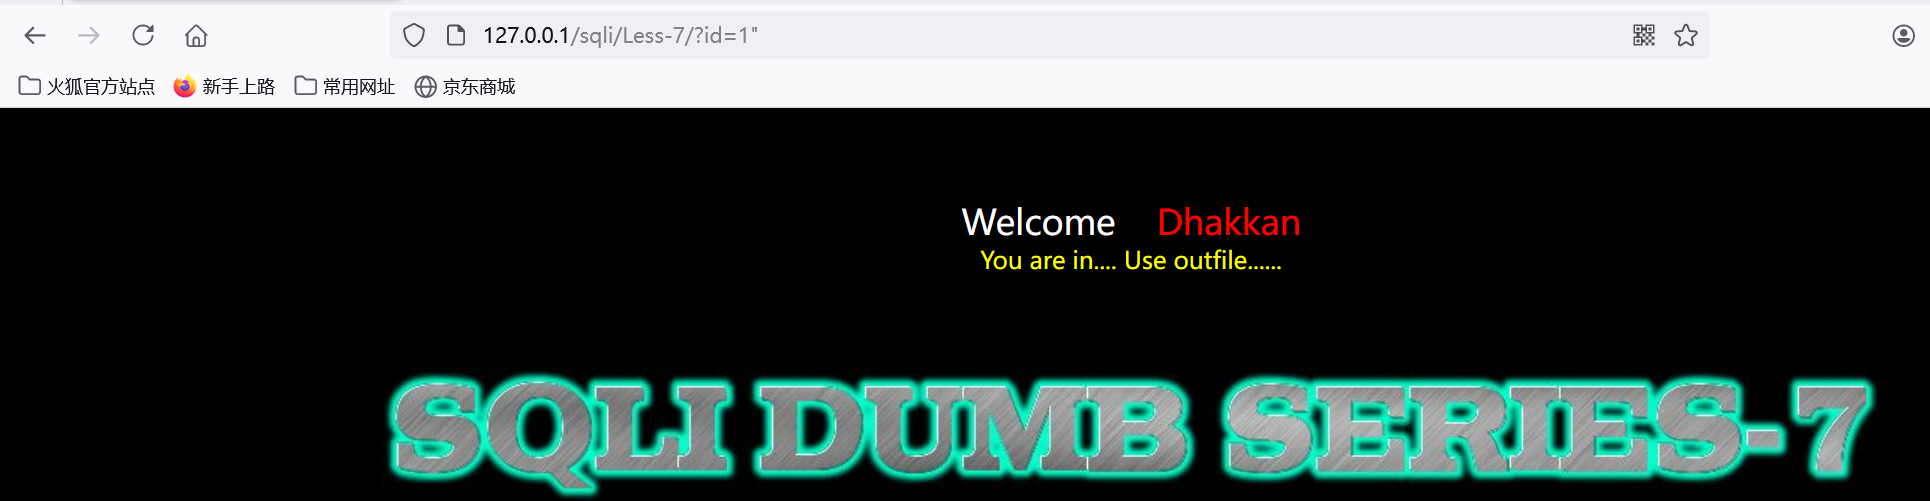 127.0.0.1/sqli/Less-7/?id=1"
火狐官方站点 新手上路 常用网址 京东商城
Welcome Dhakkan
You are in.... Use outfile......
SQLI DUMB SERIES-7